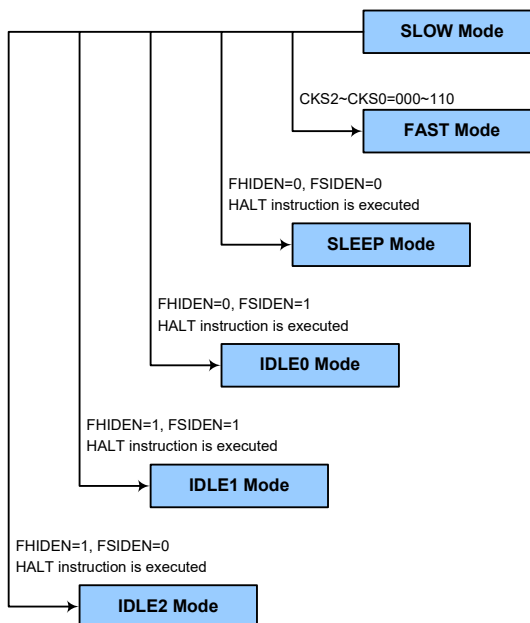 SLOW Mode
CKS2~CKS0=000~110
FAST Mode
FHIDEN=0, FSIDEN=0
HALT instruction is executed
SLEEP Mode
FHIDEN=0, FSIDEN=1
HALT instruction is executed
IDLE0 Mode
FHIDEN=1, FSIDEN=1
HALT instruction is executed
IDLE1 Mode
FHIDEN=1, FSIDEN=0
HALT instruction is executed
IDLE2 Mode